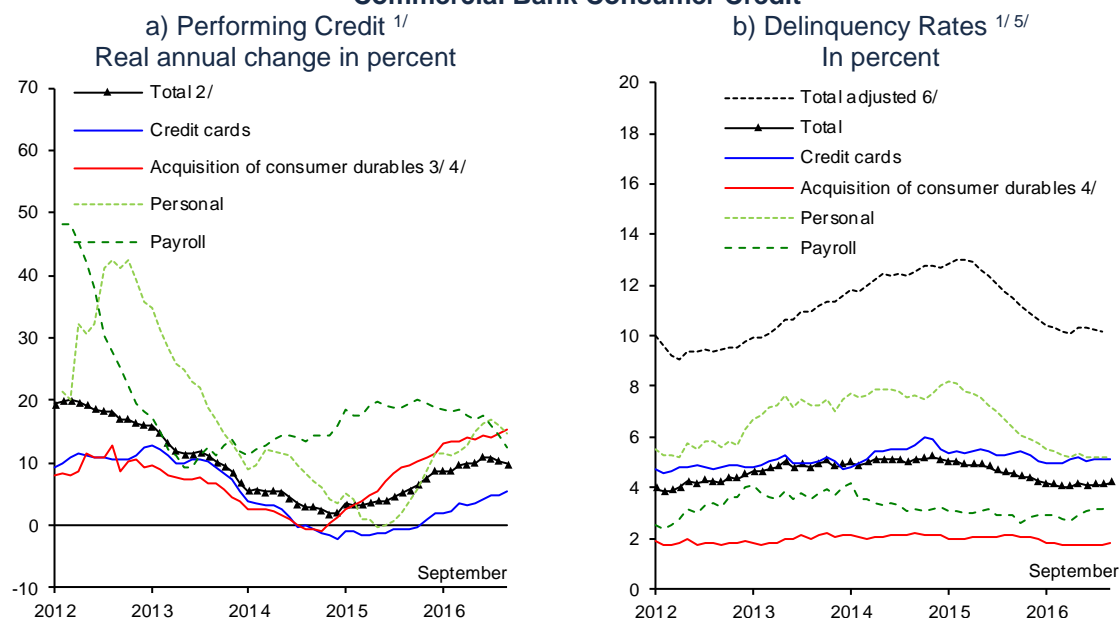 Commercial Bank Consumer Credit
a) Performing Credit 1/
Real annual change in percent
70
60
50
40
30
20
10
0
-10
Total 2/
Credit cards
Acquisition of consumer durables 3/ 4/
Personal
Payroll
September
2012 2013 2014 2015 2016
b) Delinquency Rates 1/ 5/
In percent
20
18
16
14
12
10
8
6
4
2
0
Total adjusted 6/
Total
Credit cards
Acquisition of consumer durables 4/
Personal
Payroll
September
2012 2013 2014 2015 2016